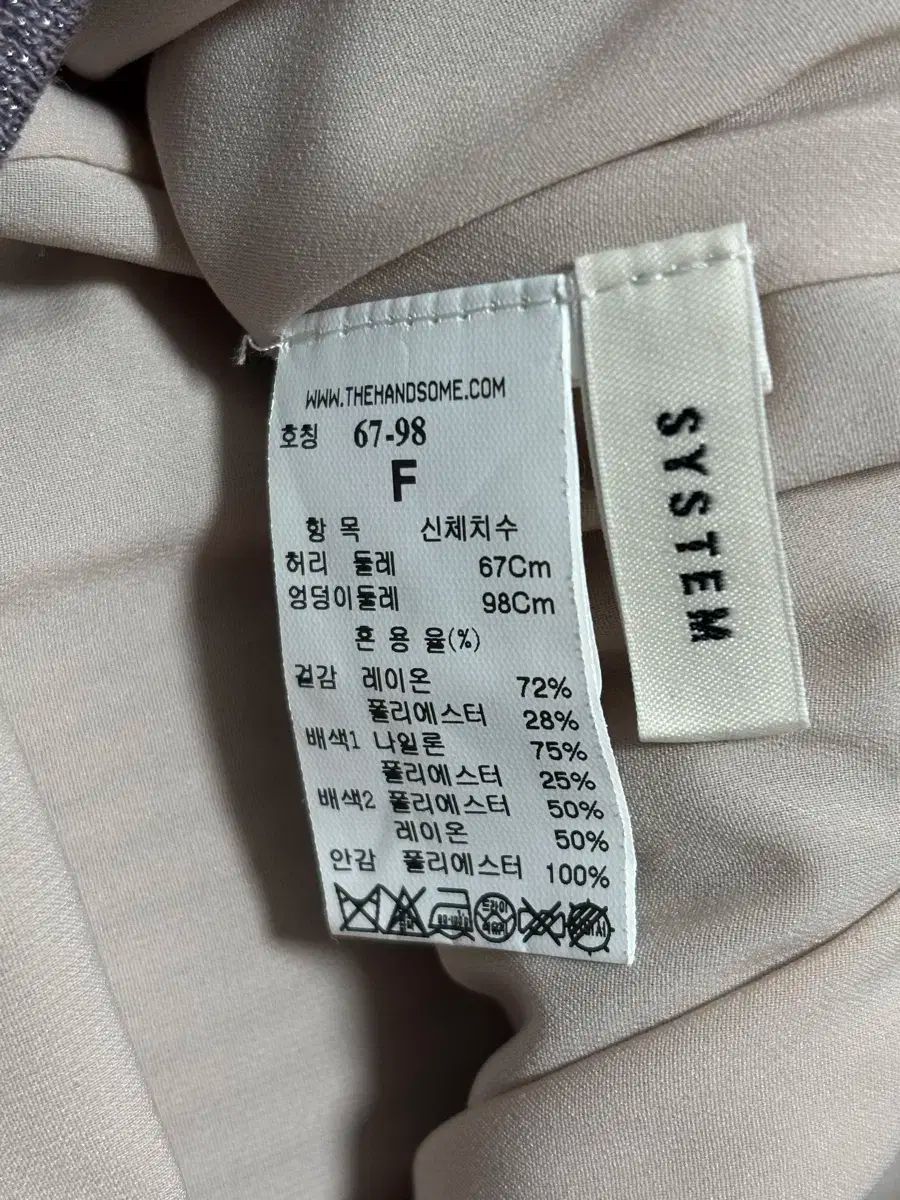 WWW.THEHANDSOME.COM
호칭 67-98
F
항 목 신체치수
허리 둘레 67Cm
엉덩이둘레 98Cm
혼 용 율(%)
겉감 레이온 72%
폴리에스터 28%
배색1 나일론 75%
폴리에스터 25%
배색2 폴리에스터 50%
레이온 50%
안감 폴리에스터 100%
드라이
SYSTEM